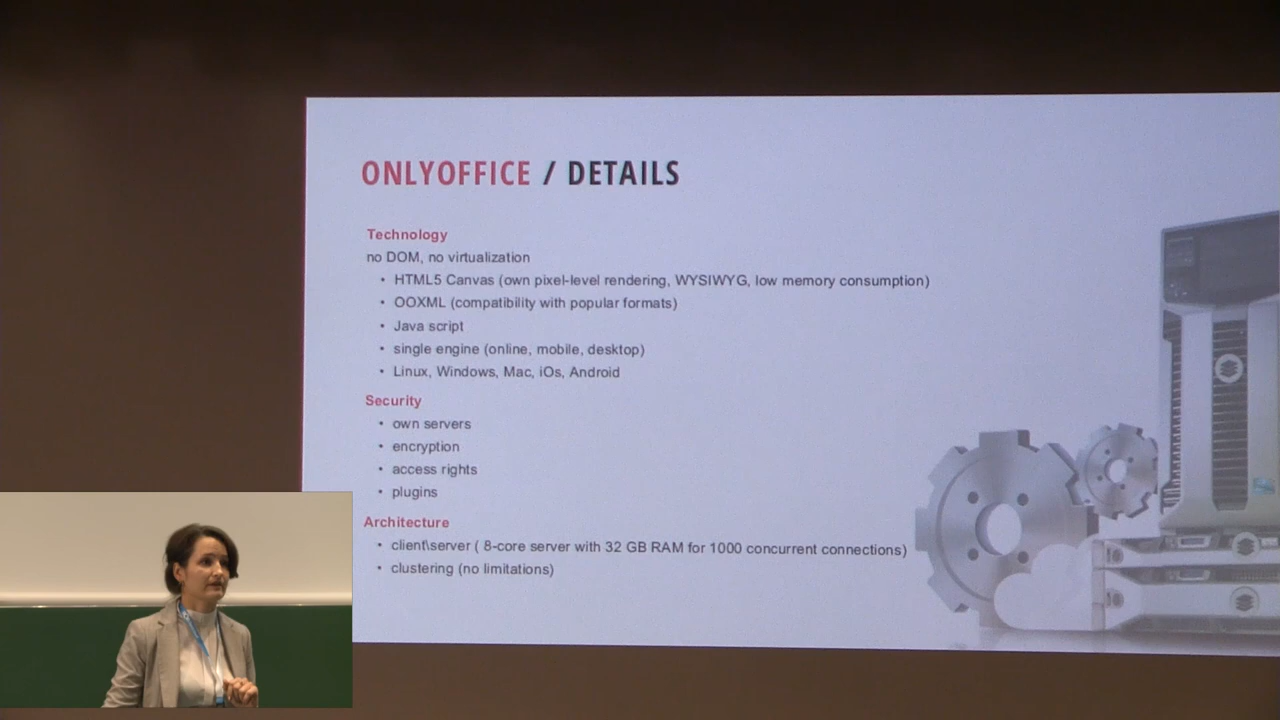 ONLYOFFICE / DETAILS
Technology
no DOM, no virtualization
• HTML5 Canvas (own pixel-level rendering, WYSIWYG, low memory consumption)
• OOXML (compatibility with popular formats)
• Java script
• single engine (online, mobile, desktop)
• Linux, Windows, Mac, iOs, Android
Security
• own servers
• encryption
• access rights
• plugins
Architecture
• client\server ( 8-core server with 32 GB RAM for 1000 concurrent connections)
• clustering (no limitations)